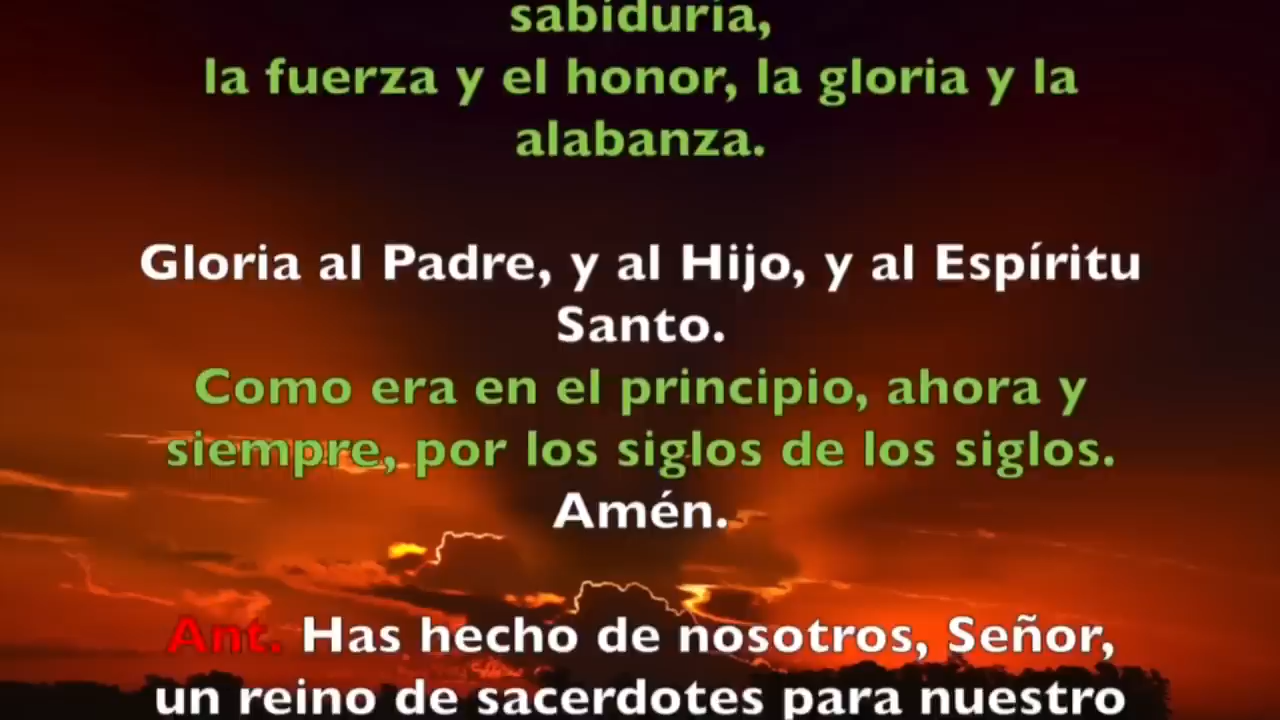 sabiduría,
la fuerza y el honor, la gloria y la
alabanza.
Gloria al Padre, y al Hijo, y al Espíritu
Santo.
Como era en el principio, ahora y
siempre, por los siglos de los siglos.
Amén.
Ant. Has hecho de nosotros, Señor,
un reino de sacerdotes para nuestro